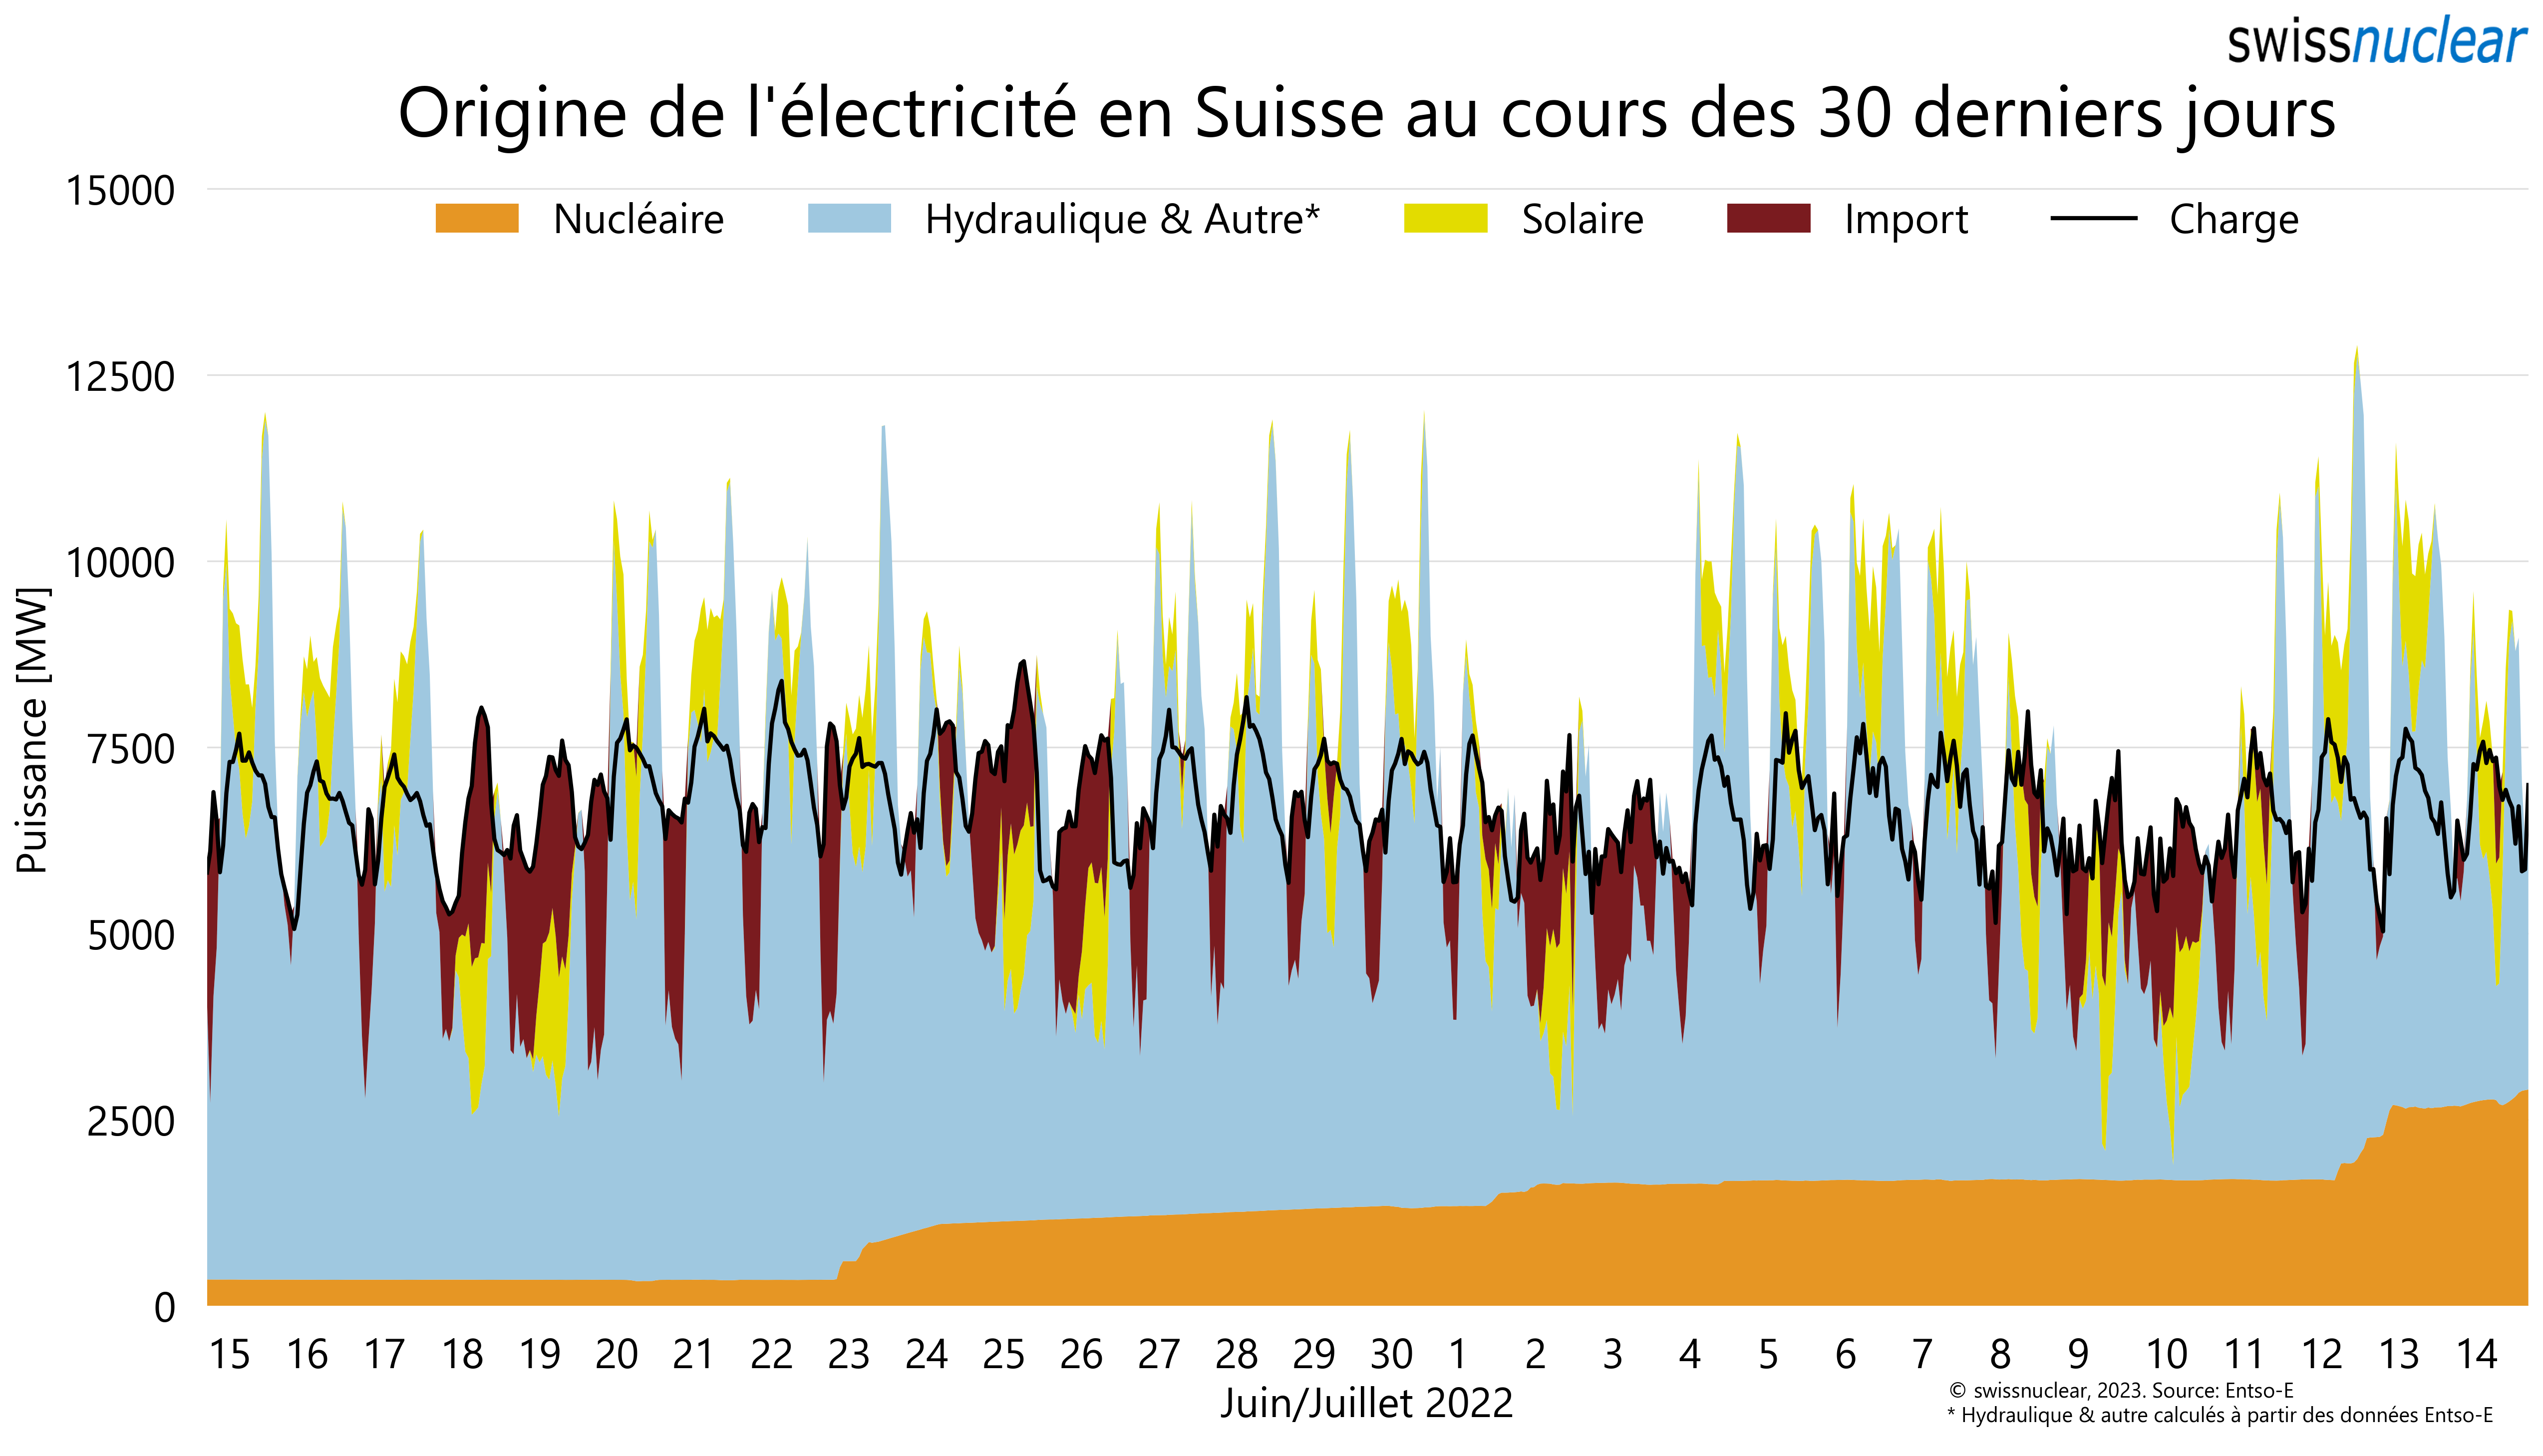 swissnuclear
Origine de l'électricité en Suisse au cours des 30 derniers jours
15000
Nucléaire Hydraulique & Autre* Solaire Import Charge
12500
10000
7500
5000
2500
0
Puissance [MW]
15 16 17 18 19 20 21 22 23 24 25 26 27 28 29 30 1 2 3 4 5 6 7 8 9 10 11 12 13 14
Juin/Juillet 2022
© swissnuclear, 2023. Source: Entso-E
* Hydraulique & autre calculés à partir des données Entso-E